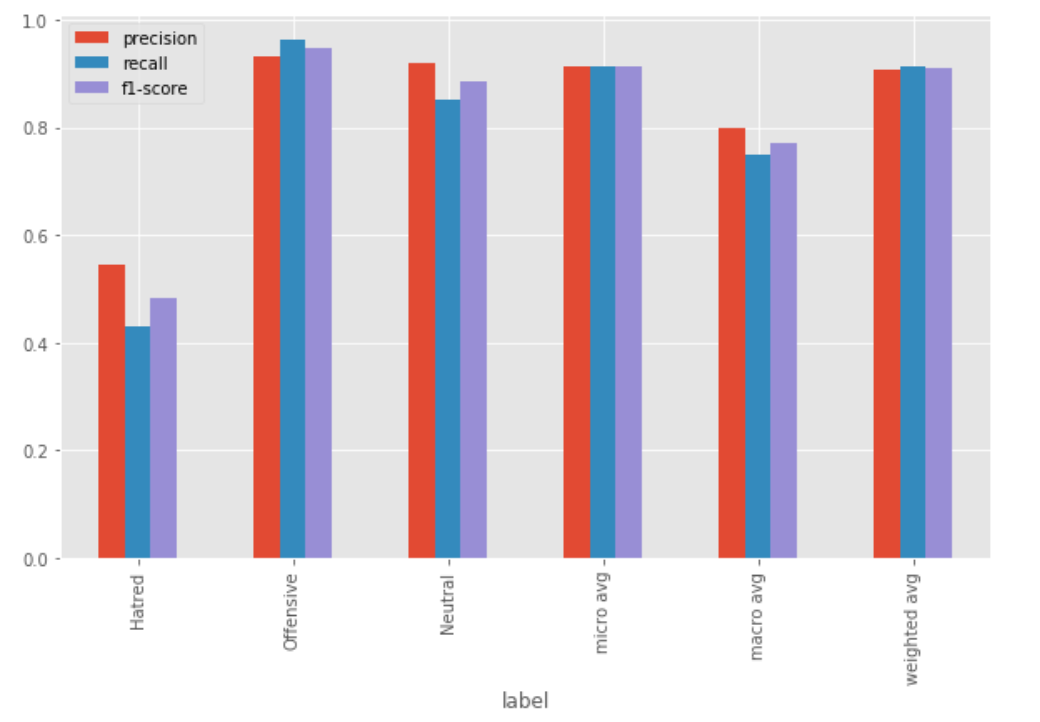 1.0
0.8
0.6
0.4
0.2
0.0
precision
recall
f1-score
Hatred
Offensive
Neutral
micro avg
macro avg
weighted avg
label